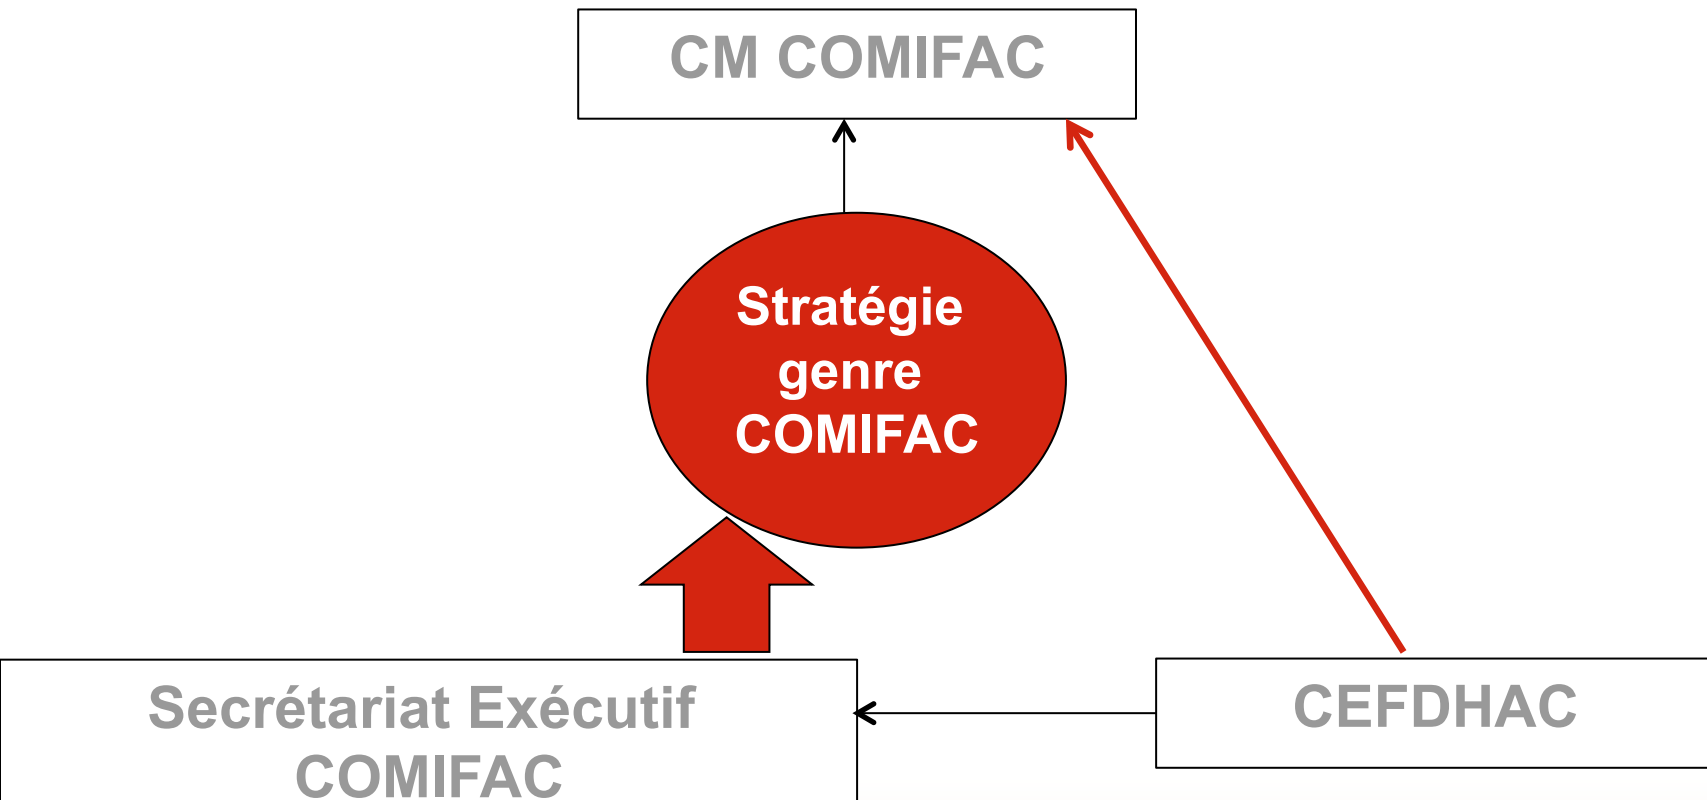 CM COMIFAC
Stratégie
genre
COMIFAC
Secrétariat Exécutif
COMIFAC
CEFDHAC